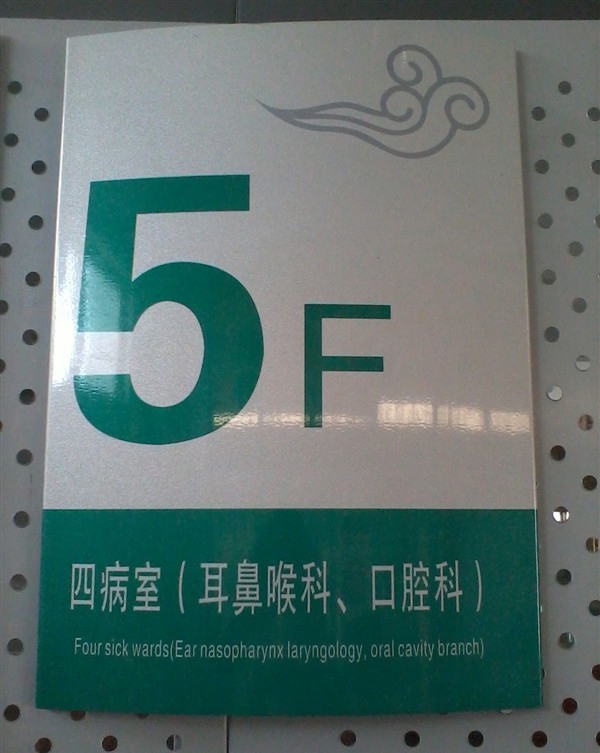 5F
四病室(耳鼻喉科、口腔科)
Four sick wards(Ear nasopharynx laryngology, oral cavity branch)